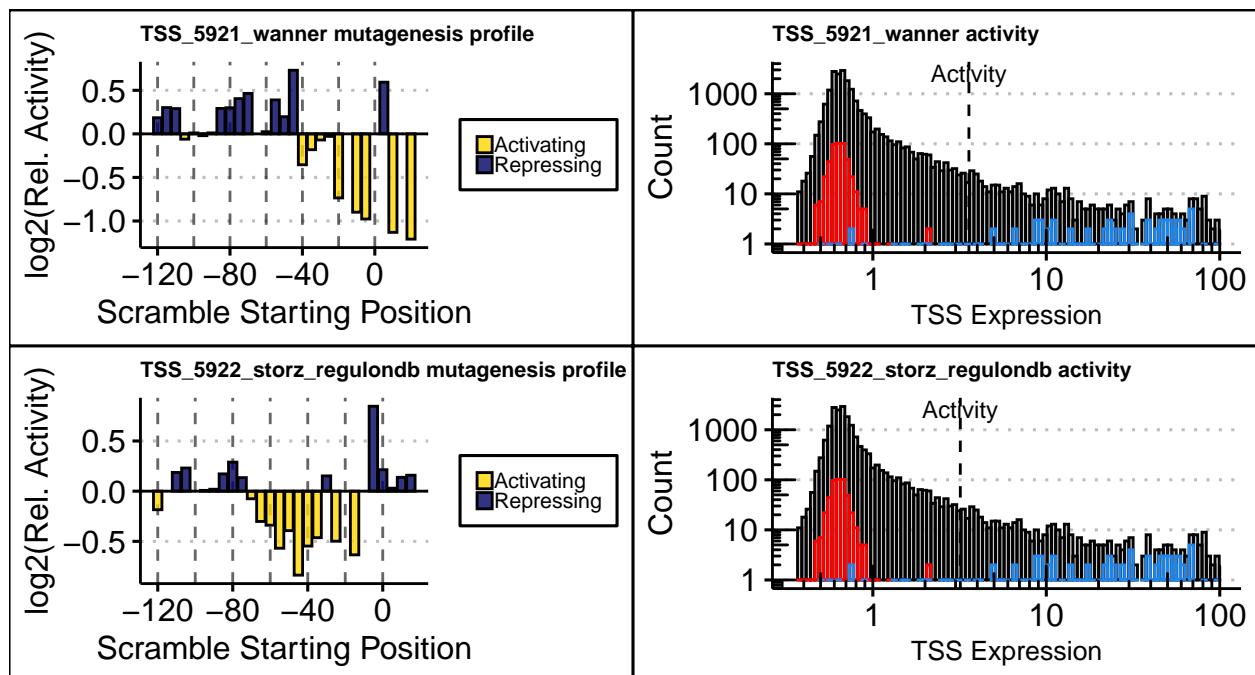 TSS_5921_wanner mutagenesis profile
log2(Rel. Activity)
0.5
0.0
−0.5
−1.0
−120 −80 −40 0
Scramble Starting Position
Activating
Repressing
TSS_5921_wanner activity
Activity
Count
1000
100
10
1
1 10 100
TSS Expression
TSS_5922_storz_regulondb mutagenesis profile
log2(Rel. Activity)
0.5
0.0
−0.5
−120 −80 −40 0
Scramble Starting Position
Activating
Repressing
TSS_5922_storz_regulondb activity
Activity
Count
1000
100
10
1
1 10 100
TSS Expression